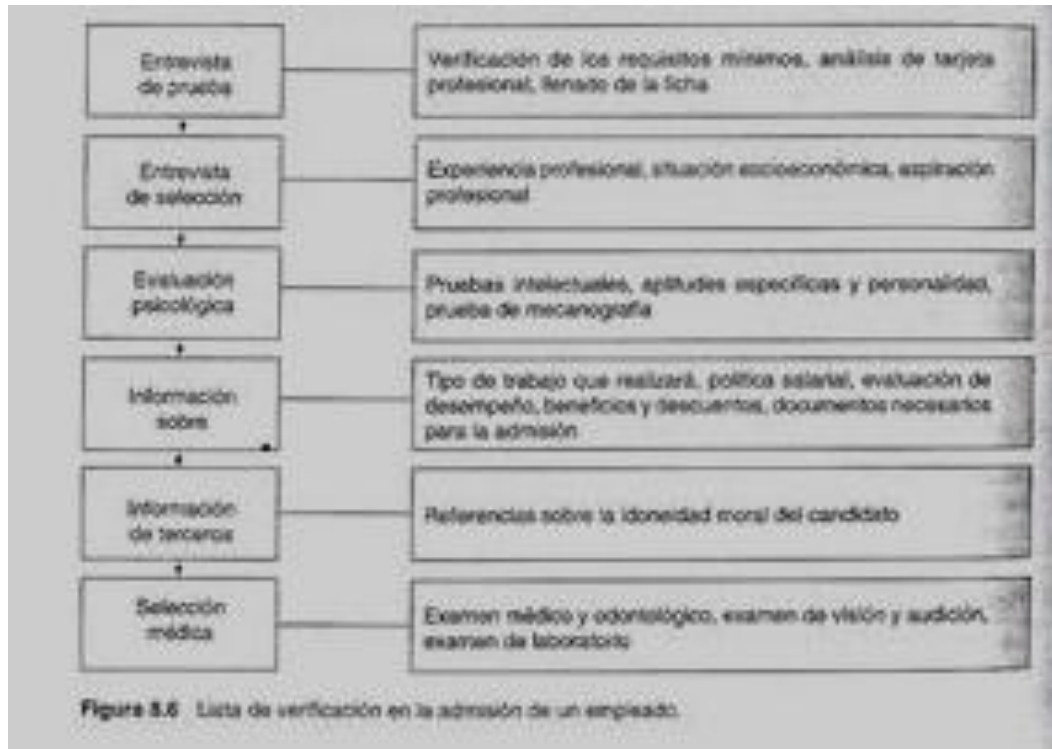 Entrevista
de prueba
Verificación de los requisitos mínimos, análisis de tarjeta
profesional, llenado de la ficha
Entrevista
de selección
Experiencia profesional, situación socioeconómica, aspiración
profesional
Evaluación
psicológica
Pruebas intelectuales, aptitudes específicas y personalidad,
prueba de mecanografía
Información
sobre
Tipo de trabajo que realizará, política salarial, evaluación de
desempeño, beneficios y descuentos, documentos necesarios
para la admisión
Información
de terceros
Referencias sobre la idoneidad moral del candidato
Selección
médica
Examen médico y odontológico, examen de visión y audición,
examen de laboratorio
Figura 8.6 Lista de verificación en la admisión de un empleado.